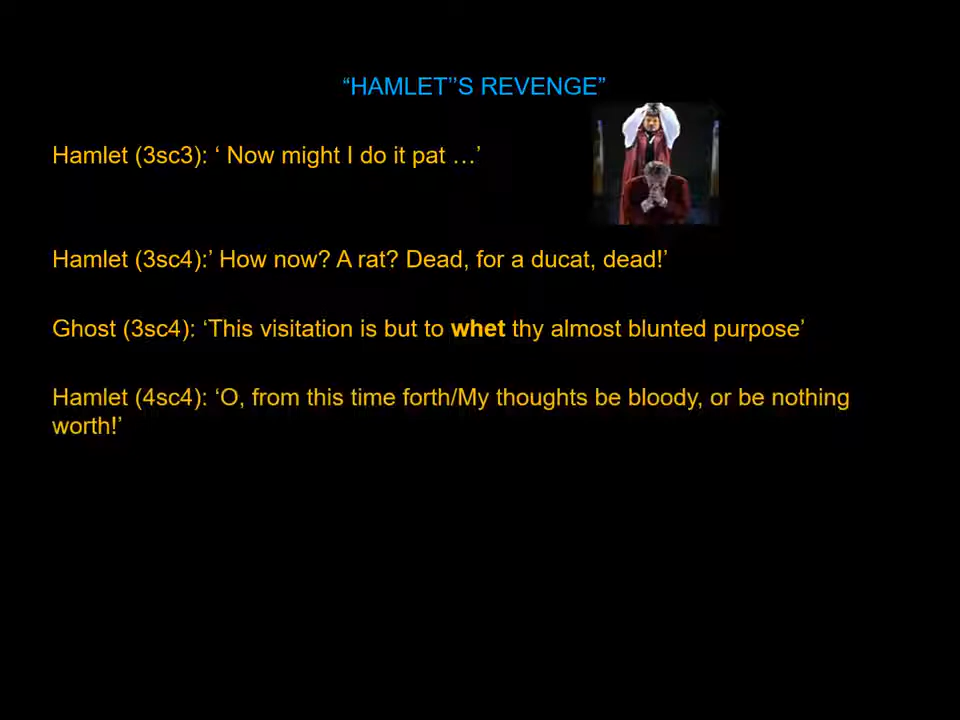 “HAMLET’’S REVENGE”
Hamlet (3sc3): ‘ Now might I do it pat …’
Hamlet (3sc4):’ How now? A rat? Dead, for a ducat, dead!’
Ghost (3sc4): ‘This visitation is but to whet thy almost blunted purpose’
Hamlet (4sc4): ‘O, from this time forth/My thoughts be bloody, or be nothing
worth!’